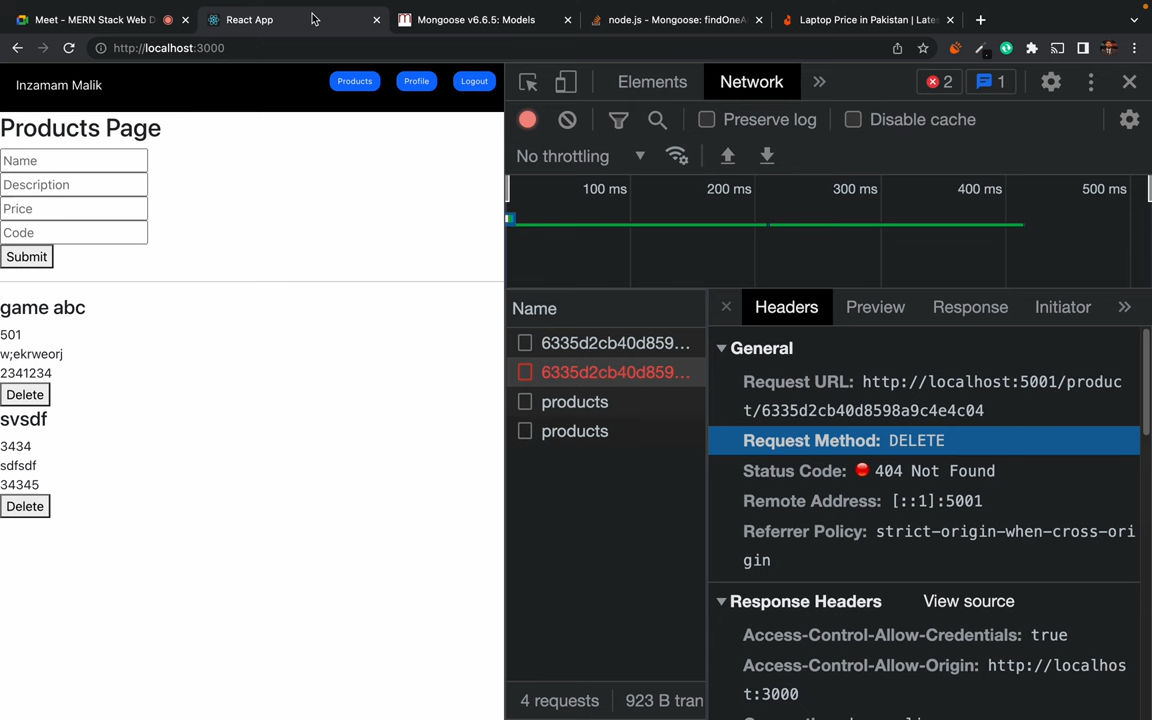 Meet - MERN Stack Web D
React App
Mongoose v6.6.5: Models
node.js - Mongoose: findOneA
Laptop Price in Pakistan | Lates
http://localhost:3000
Inzamam Malik
Products
Profile
Logout
Products Page
Name
Description
Price
Code
Submit
game abc
501
w;ekrweorj
2341234
Delete
svsdf
3434
sdfsdf
34345
Delete
Elements
Network
2
1
Preserve log
Disable cache
No throttling
100 ms
200 ms
300 ms
400 ms
500 ms
Name
6335d2cb40d859...
6335d2cb40d859...
products
products
4 requests
923 B tran
Headers
Preview
Response
Initiator
General
Request URL: http://localhost:5001/produc
t/6335d2cb40d8598a9c4e4c04
Request Method: DELETE
Status Code: 404 Not Found
Remote Address: [::1]:5001
Referrer Policy: strict-origin-when-cross-ori
gin
Response Headers
View source
Access-Control-Allow-Credentials: true
Access-Control-Allow-Origin: http://localhos
t:3000